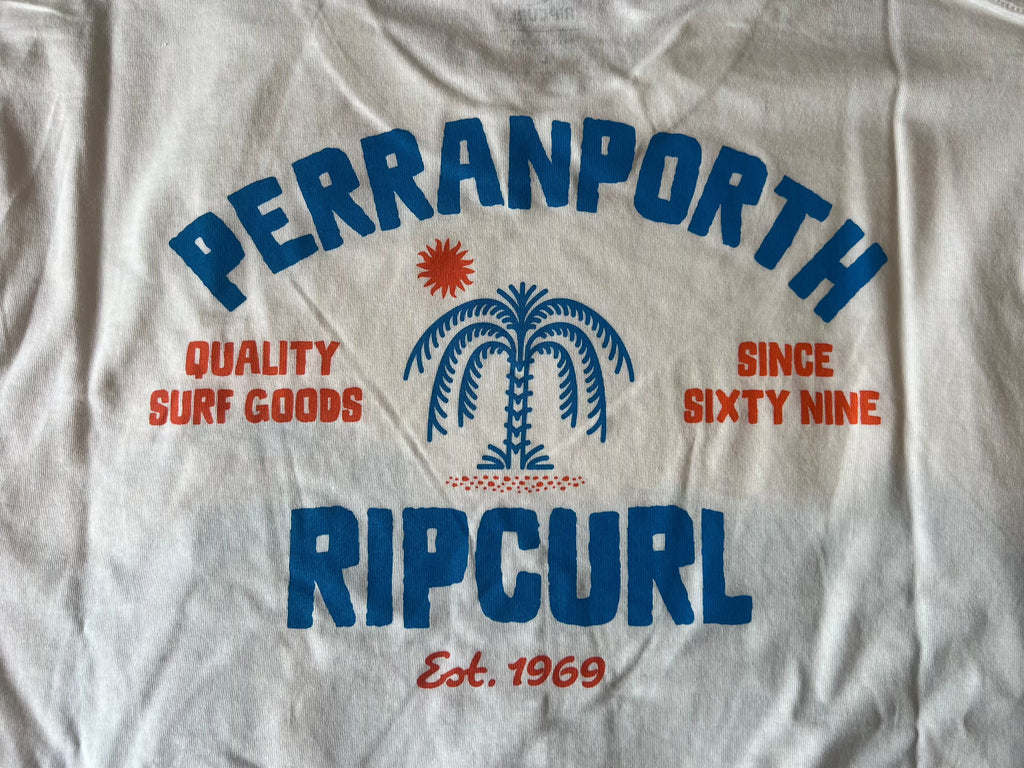 PERRANPORTH
QUALITY
SURF GOODS
SINCE
SIXTY NINE
RIPCURL
Est. 1969